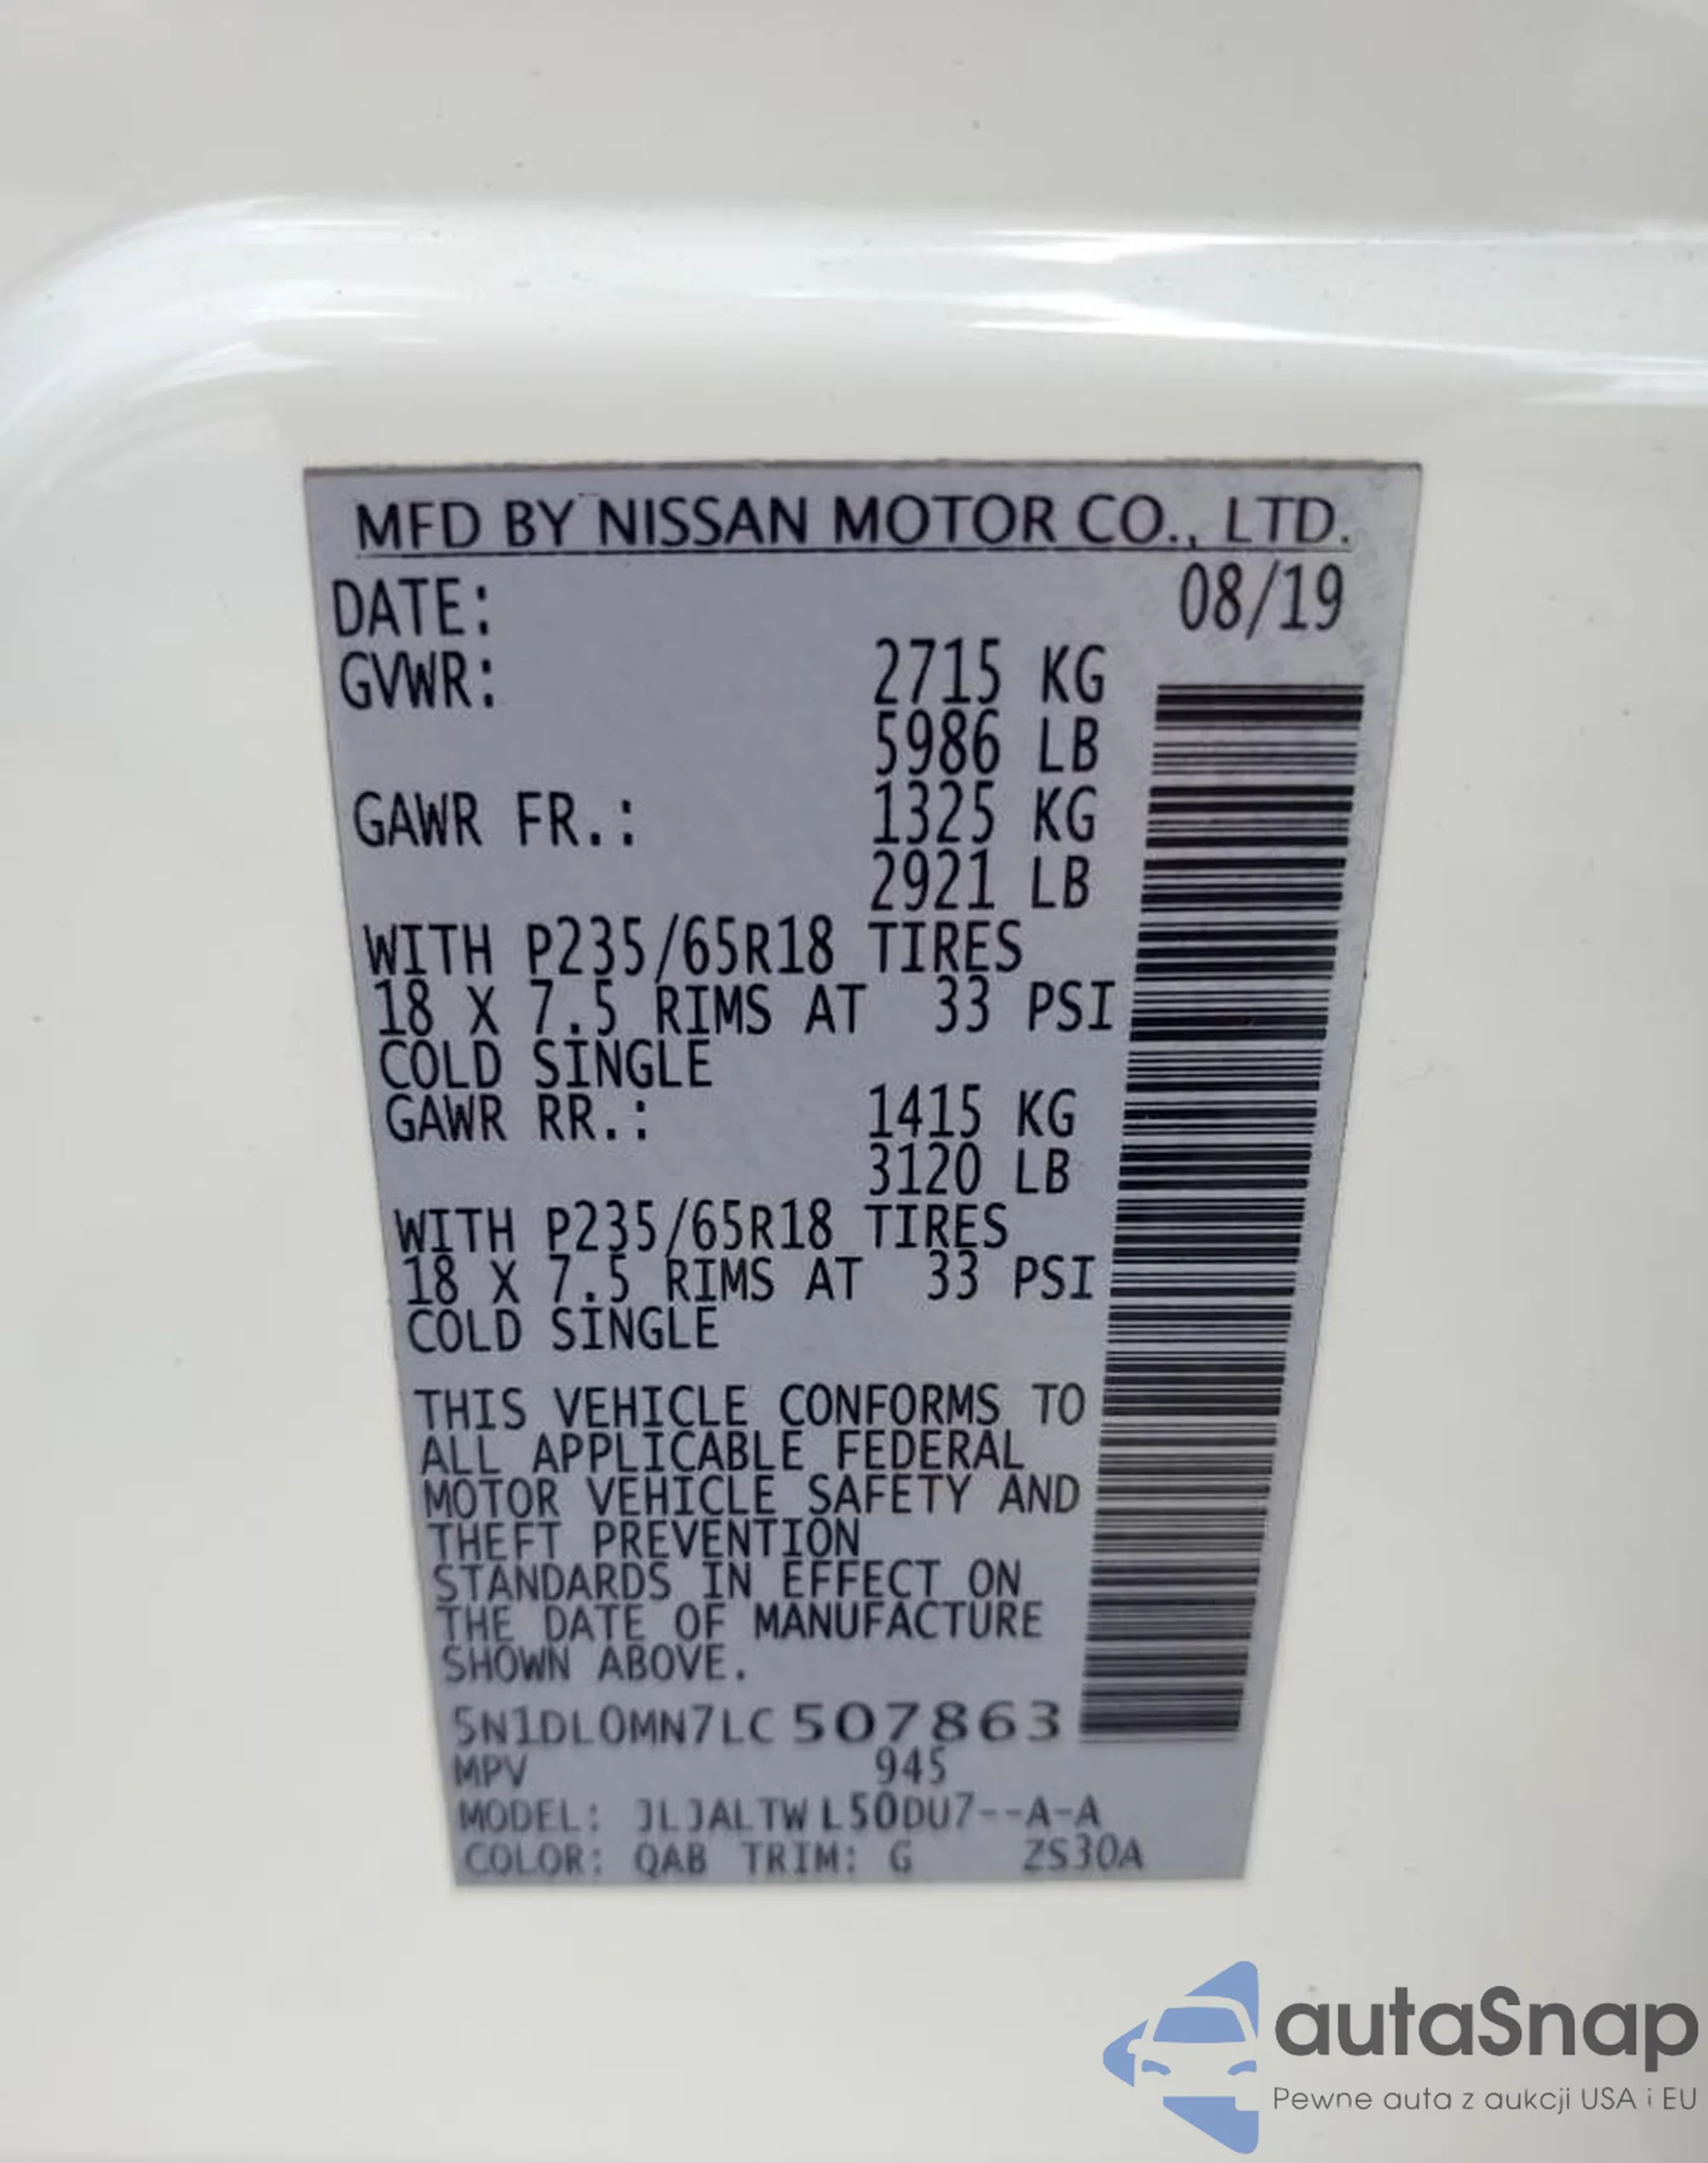 MFD BY NISSAN MOTOR CO., LTD.
DATE: 08/19
GVWR: 2715 KG
5986 LB
GAWR FR.: 1325 KG
2921 LB
WITH P235/65R18 TIRES
18 X 7.5 RIMS AT 33 PSI
COLD SINGLE
GAWR RR.: 1415 KG
3120 LB
WITH P235/65R18 TIRES
18 X 7.5 RIMS AT 33 PSI
COLD SINGLE
THIS VEHICLE CONFORMS TO
ALL APPLICABLE FEDERAL
MOTOR VEHICLE SAFETY AND
THEFT PREVENTION
STANDARDS IN EFFECT ON
THE DATE OF MANUFACTURE
SHOWN ABOVE.
5N1DL0MN7LC507863
MPV 945
MODEL: JLJALTWL50DU7--A-A
COLOR: QAB TRIM: G ZS30A
autaSnap
Pewne auta z aukcji USA i EU